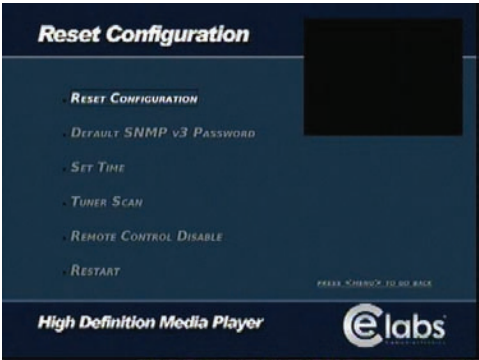 Reset Configuration
RESET CONFIGURATION
DEFAULT SNMP V3 PASSWORD
SET TIME
TUNER SCAN
REMOTE CONTROL DISABLE
RESTART
PRESS <MENU> TO GO BACK
High Definition Media Player
elabs